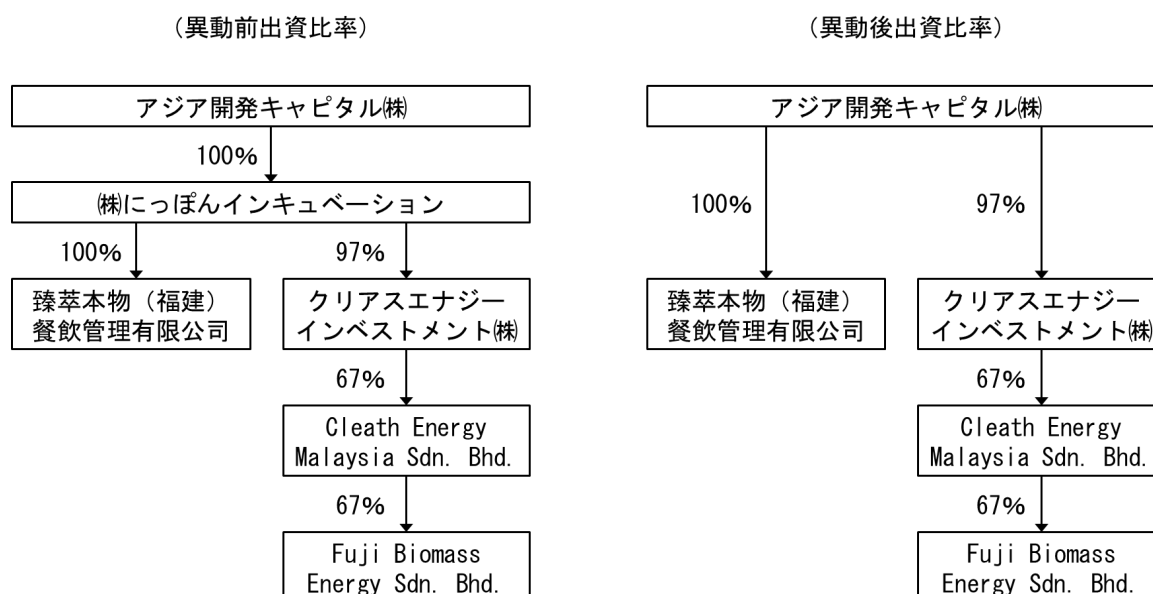 （異動前出資比率）
アジア開発キャピタル㈱
100%
㈱にっぽんインキュベーション
100%
97%
臻萃本物（福建）
餐飲管理有限公司
クリアスエナジー
インベストメント㈱
67%
Cleath Energy
Malaysia Sdn. Bhd.
67%
Fuji Biomass
Energy Sdn. Bhd.
（異動後出資比率）
アジア開発キャピタル㈱
100%
97%
臻萃本物（福建）
餐飲管理有限公司
クリアスエナジー
インベストメント㈱
67%
Cleath Energy
Malaysia Sdn. Bhd.
67%
Fuji Biomass
Energy Sdn. Bhd.